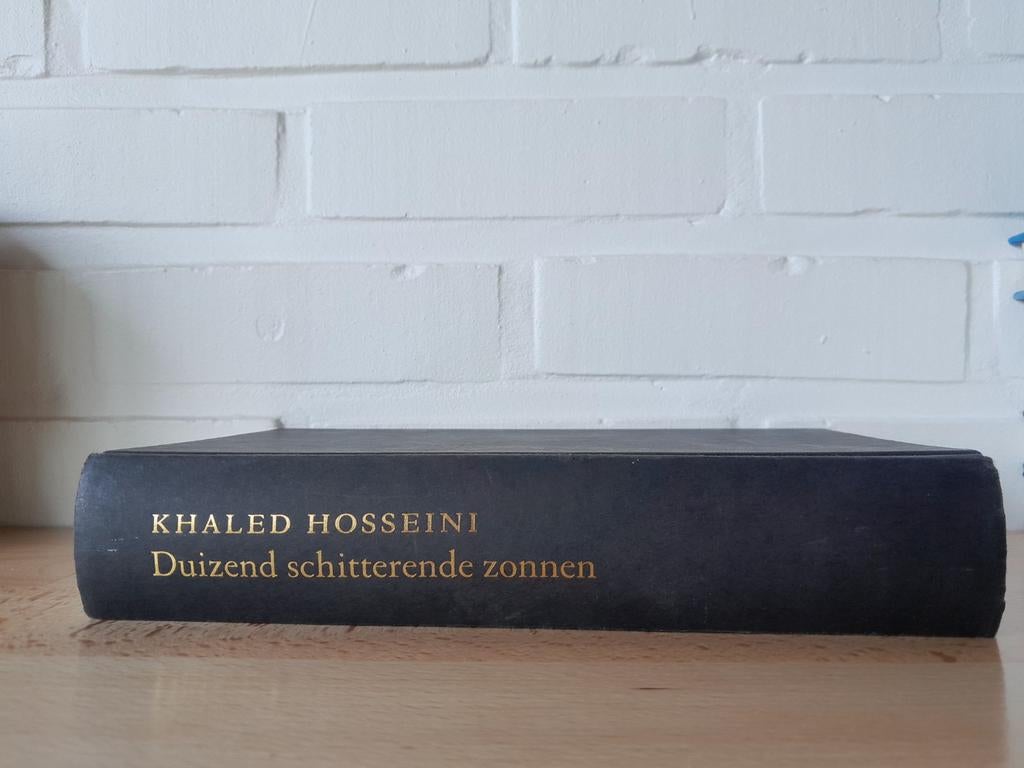 KHALED HOSSEINI
Duizend schitterende zonnen